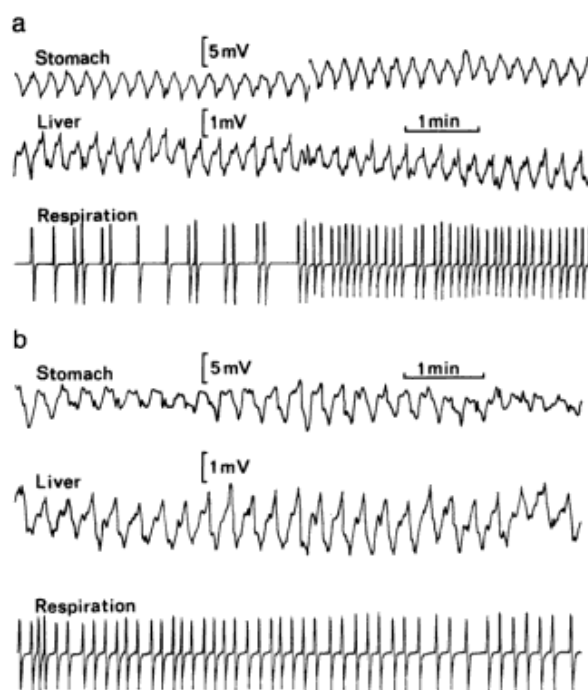 a
Stomach 5mV
Liver 1mV 1min
Respiration
b
Stomach 5mV 1min
Liver 1mV
Respiration